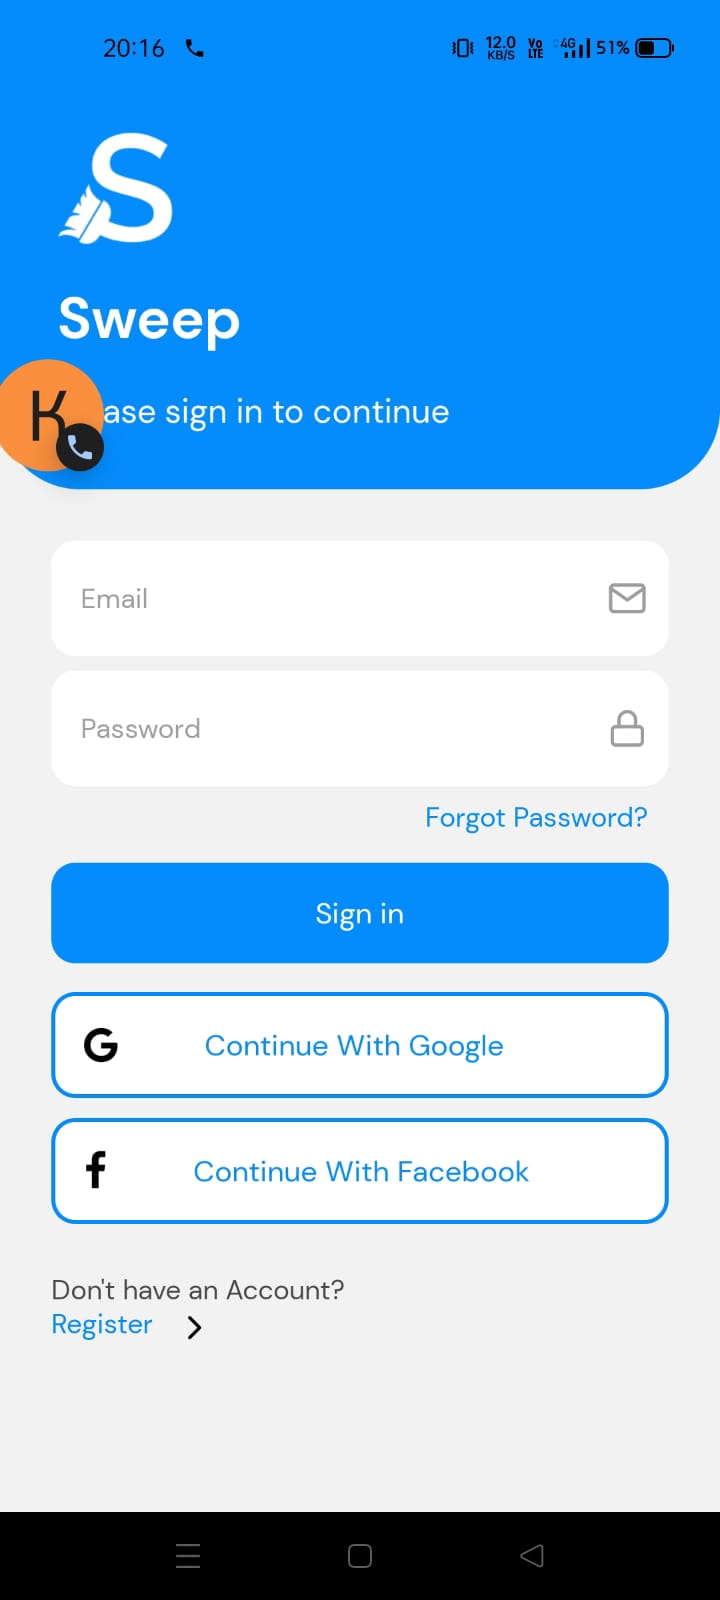 20:16 12.0 KB/S Vo LTE 4G 51%
S
Sweep
K
ase sign in to continue
Email
Password
Forgot Password?
Sign in
G Continue With Google
f Continue With Facebook
Don't have an Account?
Register